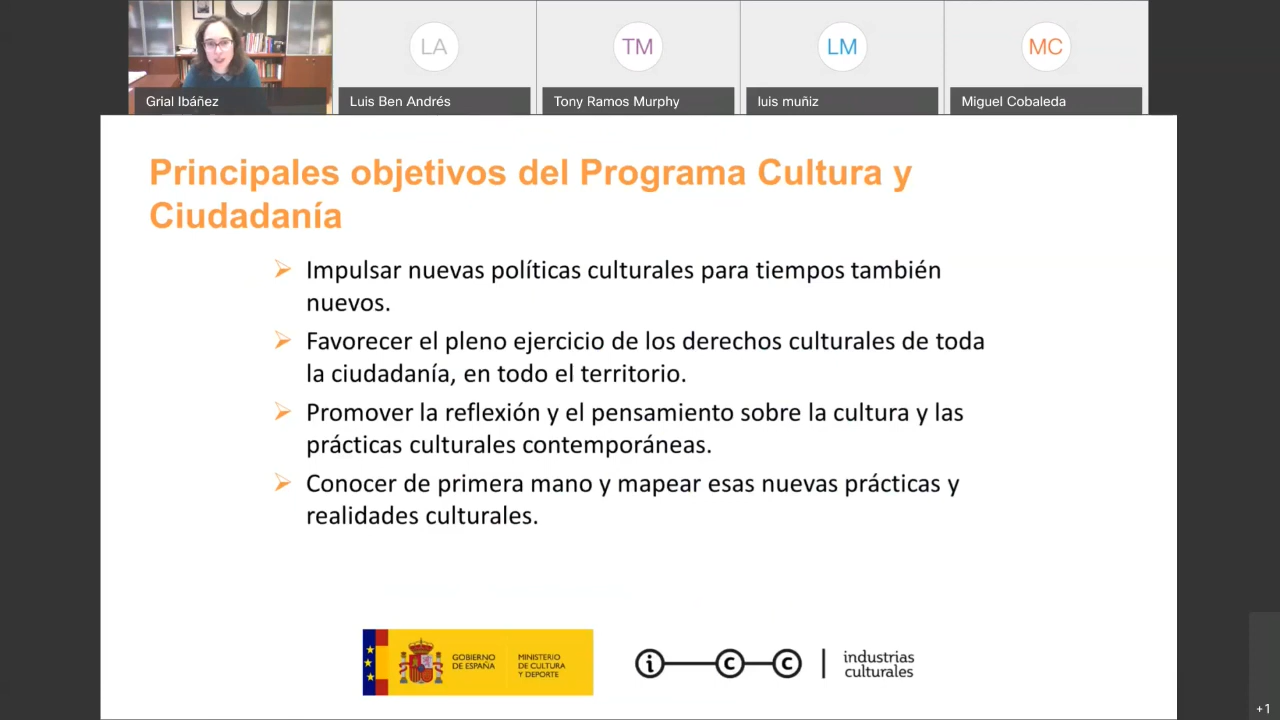 LA
TM
LM
MC
Grial Ibáñez
Luis Ben Andrés
Tony Ramos Murphy
luis muñiz
Miguel Cobaleda
Principales objetivos del Programa Cultura y
Ciudadanía
Impulsar nuevas políticas culturales para tiempos también
nuevos.
Favorecer el pleno ejercicio de los derechos culturales de toda
la ciudadanía, en todo el territorio.
Promover la reflexión y el pensamiento sobre la cultura y las
prácticas culturales contemporáneas.
Conocer de primera mano y mapear esas nuevas prácticas y
realidades culturales.
GOBIERNO
DE ESPAÑA
MINISTERIO
DE CULTURA
Y DEPORTE
i c c
industrias
culturales
+1